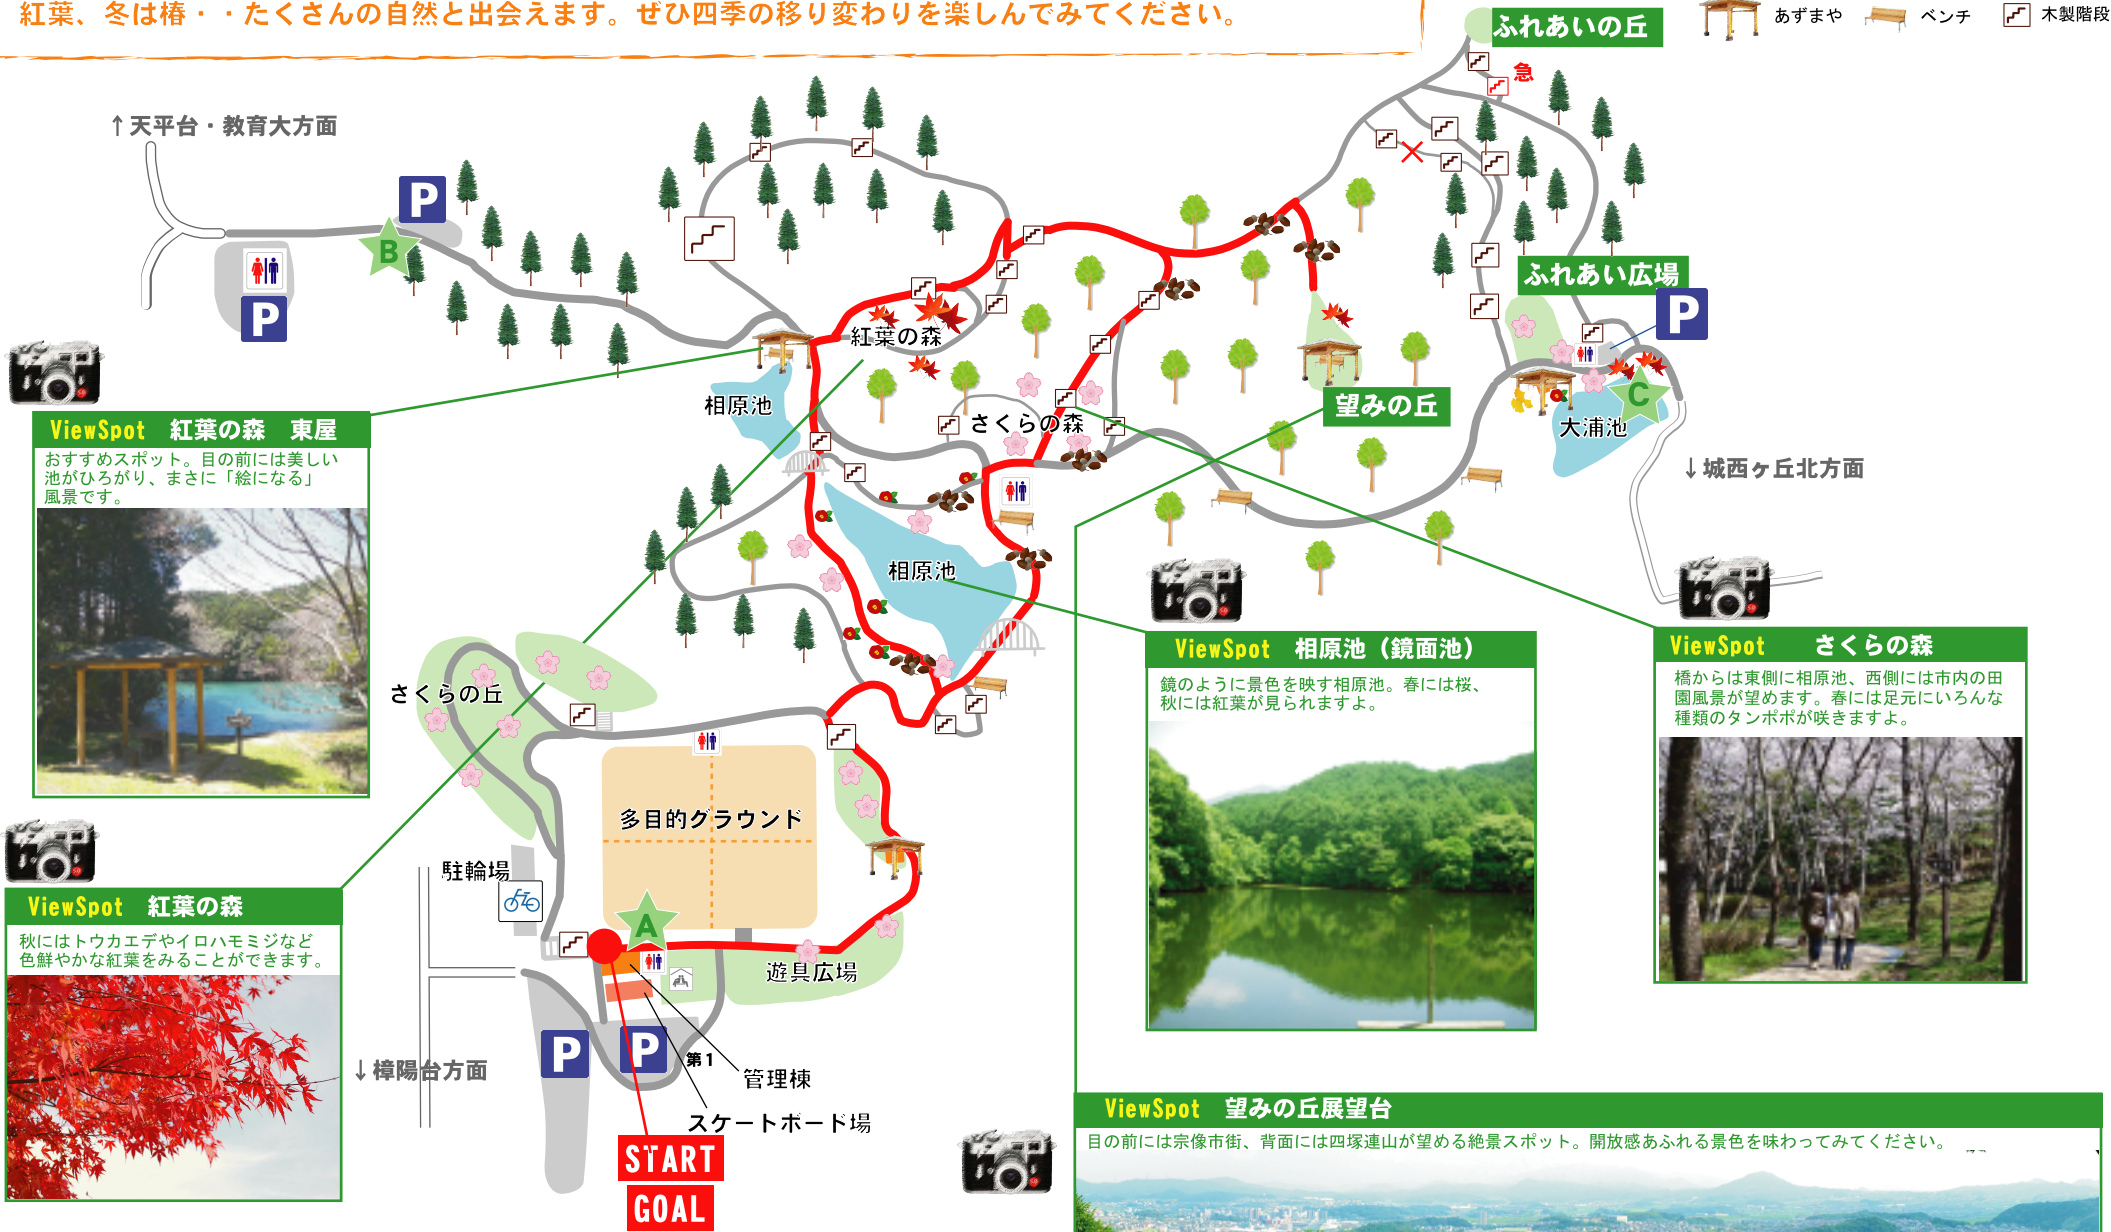 紅葉、冬は椿・・たくさんの自然と出会えます。ぜひ四季の移り変わりを楽しんでみてください。
あずまや
ベンチ
木製階段
ふれあいの丘
急
↑天平台・教育大方面
P
B
P
ふれあい広場
P
紅葉の森
相原池
さくらの森
望みの丘
C
大浦池
↓城西ヶ丘北方面
ViewSpot 紅葉の森 東屋
おすすめスポット。目の前には美しい
池がひろがり、まさに「絵になる」
風景です。
相原池
ViewSpot 相原池（鏡面池）
鏡のように景色を映す相原池。春には桜、
秋には紅葉が見られますよ。
ViewSpot さくらの森
橋からは東側に相原池、西側には市内の田
園風景が望めます。春には足元にいろんな
種類のタンポポが咲きますよ。
さくらの丘
多目的グラウンド
駐輪場
A
ViewSpot 紅葉の森
秋にはトウカエデやイロハモミジなど
色鮮やかな紅葉をみることができます。
遊具広場
↓樟陽台方面
P
P
第1
管理棟
スケートボード場
START
GOAL
ViewSpot 望みの丘展望台
目の前には宗像市街、背面には四塚連山が望める絶景スポット。開放感あふれる景色を味わってみてください。